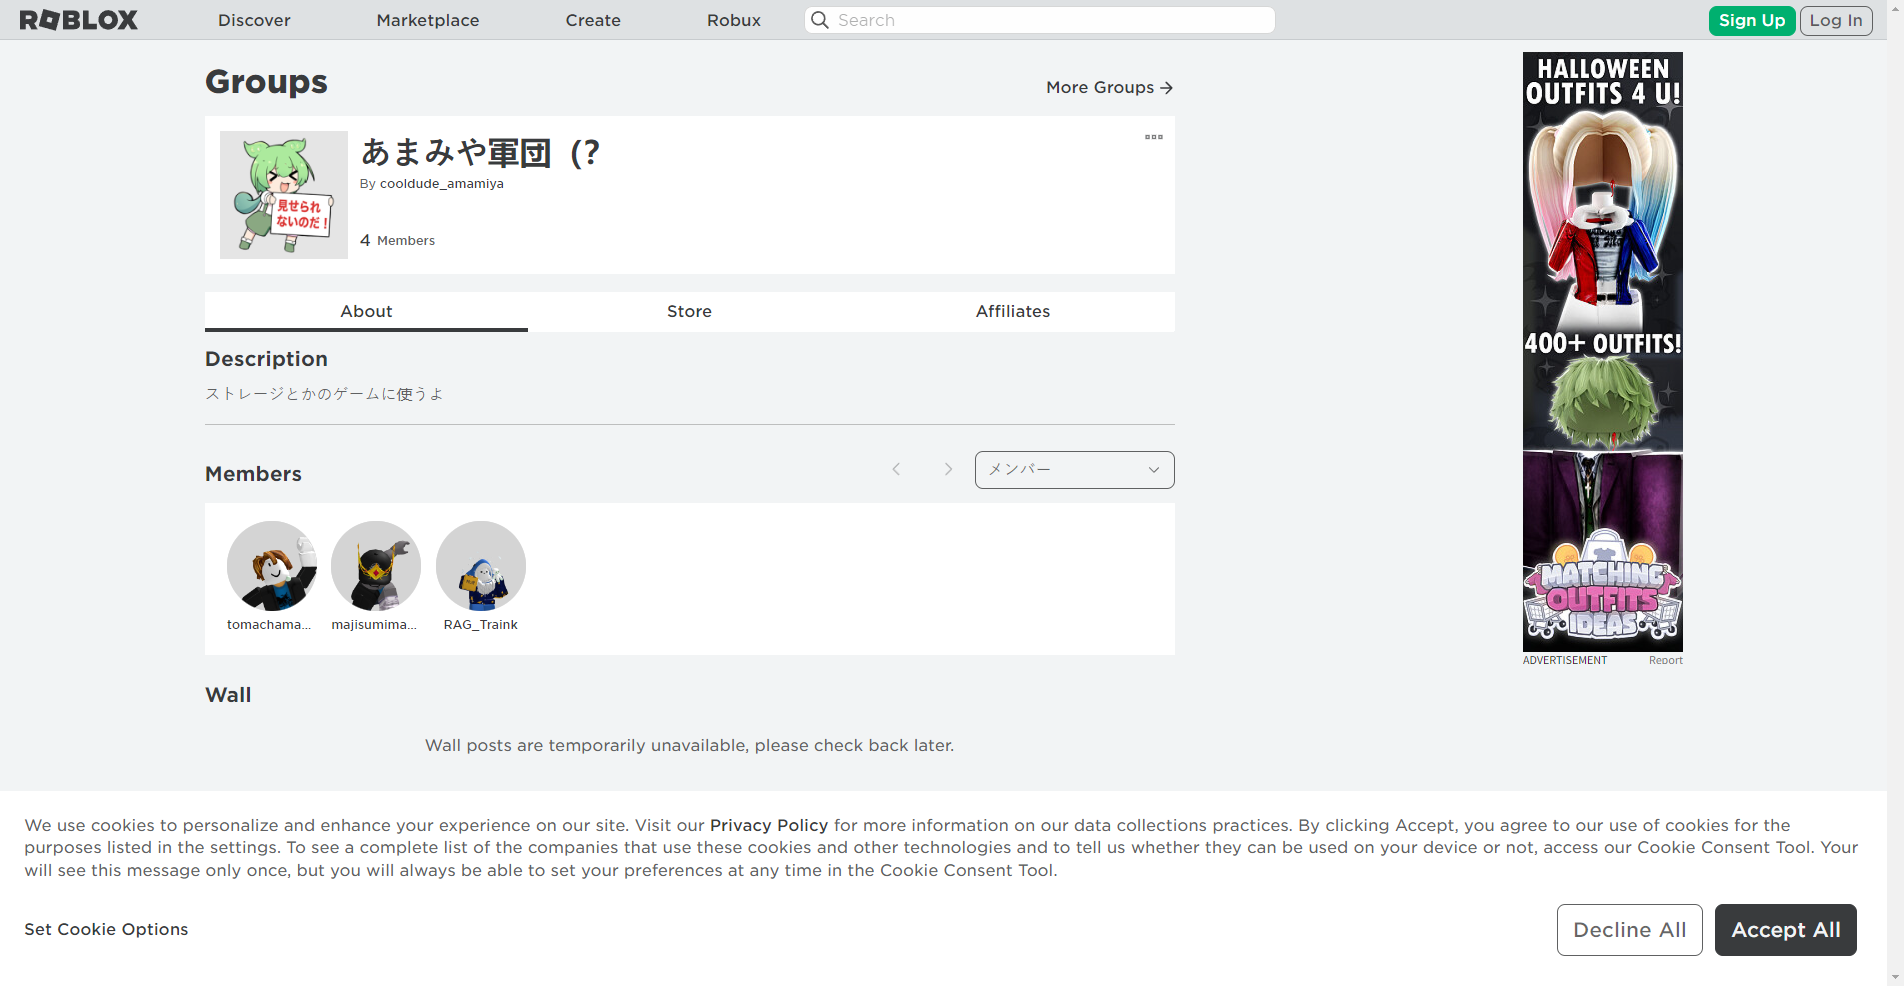 ROBLOX
Discover
Marketplace
Create
Robux
Search
Sign Up
Log In
Groups
More Groups
あまみや軍団（?
By cooldude_amamiya
4 Members
見せられ
ないのだ！
About
Store
Affiliates
Description
ストレージとかのゲームに使うよ
Members
メンバー
tomachama...
majisumima...
RAG_Traink
Wall
Wall posts are temporarily unavailable, please check back later.
HALLOWEEN
OUTFITS 4 U!
400+ OUTFITS!
MATCHING
OUTFITS
IDEAS
ADVERTISEMENT
Report
We use cookies to personalize and enhance your experience on our site. Visit our Privacy Policy for more information on our data collections practices. By clicking Accept, you agree to our use of cookies for the
purposes listed in the settings. To see a complete list of the companies that use these cookies and other technologies and to tell us whether they can be used on your device or not, access our Cookie Consent Tool. Your
will see this message only once, but you will always be able to set your preferences at any time in the Cookie Consent Tool.
Set Cookie Options
Decline All
Accept All